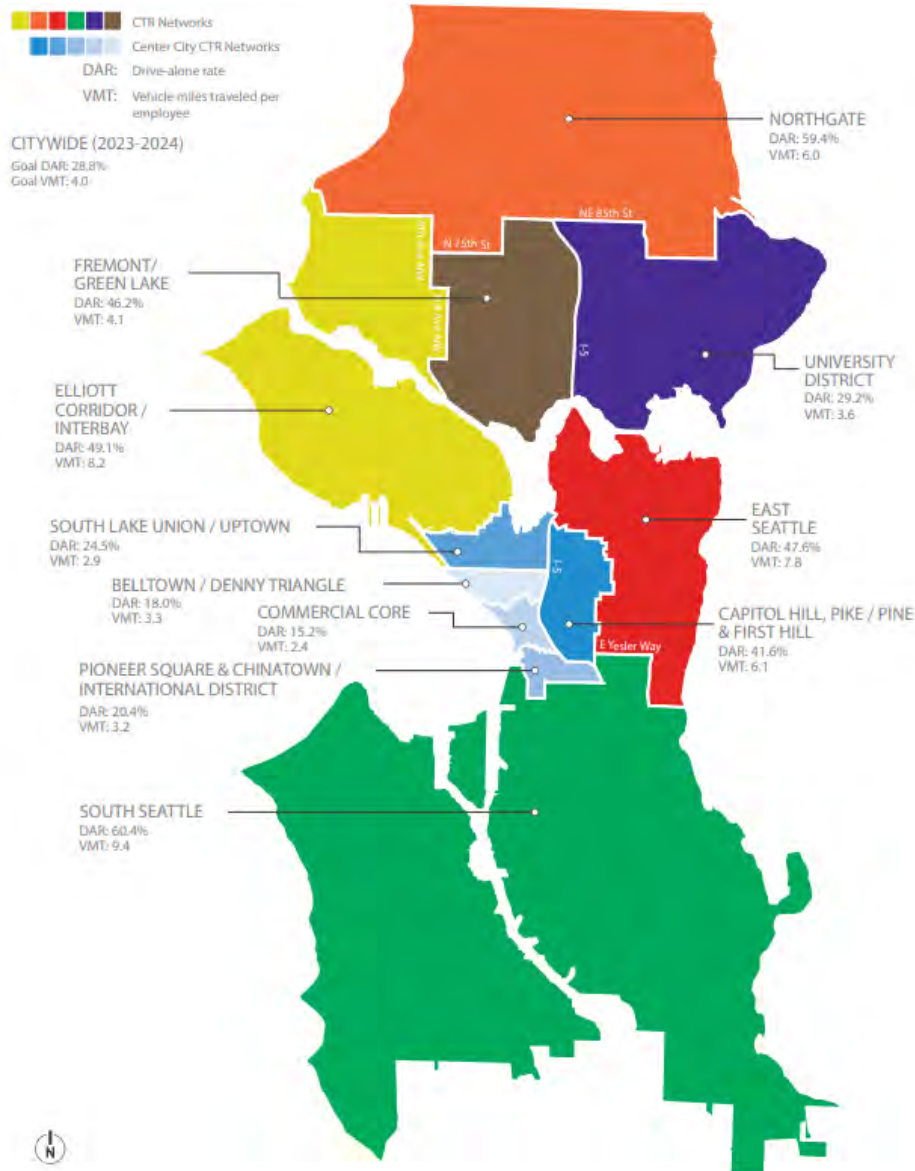 CTR Networks
Center City CTR Networks
DAR: Drive-alone rate
VMT: Vehicle miles traveled per
employee
CITYWIDE (2023-2024)
Goal DAR: 28.8%
Goal VMT: 4.0
NORTHGATE
DAR: 59.4%
VMT: 6.0
NE 85th St
N 75th St
FREMONT/
GREEN LAKE
DAR: 46.2%
VMT: 4.1
I-5
UNIVERSITY
DISTRICT
DAR: 29.2%
VMT: 3.6
ELLIOTT
CORRIDOR /
INTERBAY
DAR: 49.1%
VMT: 8.2
EAST
SEATTLE
DAR: 47.6%
VMT: 7.8
SOUTH LAKE UNION / UPTOWN
DAR: 24.5%
VMT: 2.9
I-5
BELLTOWN / DENNY TRIANGLE
DAR: 18.0%
VMT: 3.3
COMMERCIAL CORE
DAR: 15.2%
VMT: 2.4
CAPITOL HILL, PIKE / PINE
& FIRST HILL
DAR: 41.6%
VMT: 6.1
E Yesler Way
PIONEER SQUARE & CHINATOWN /
INTERNATIONAL DISTRICT
DAR: 20.4%
VMT: 3.2
SOUTH SEATTLE
DAR: 60.4%
VMT: 9.4
N